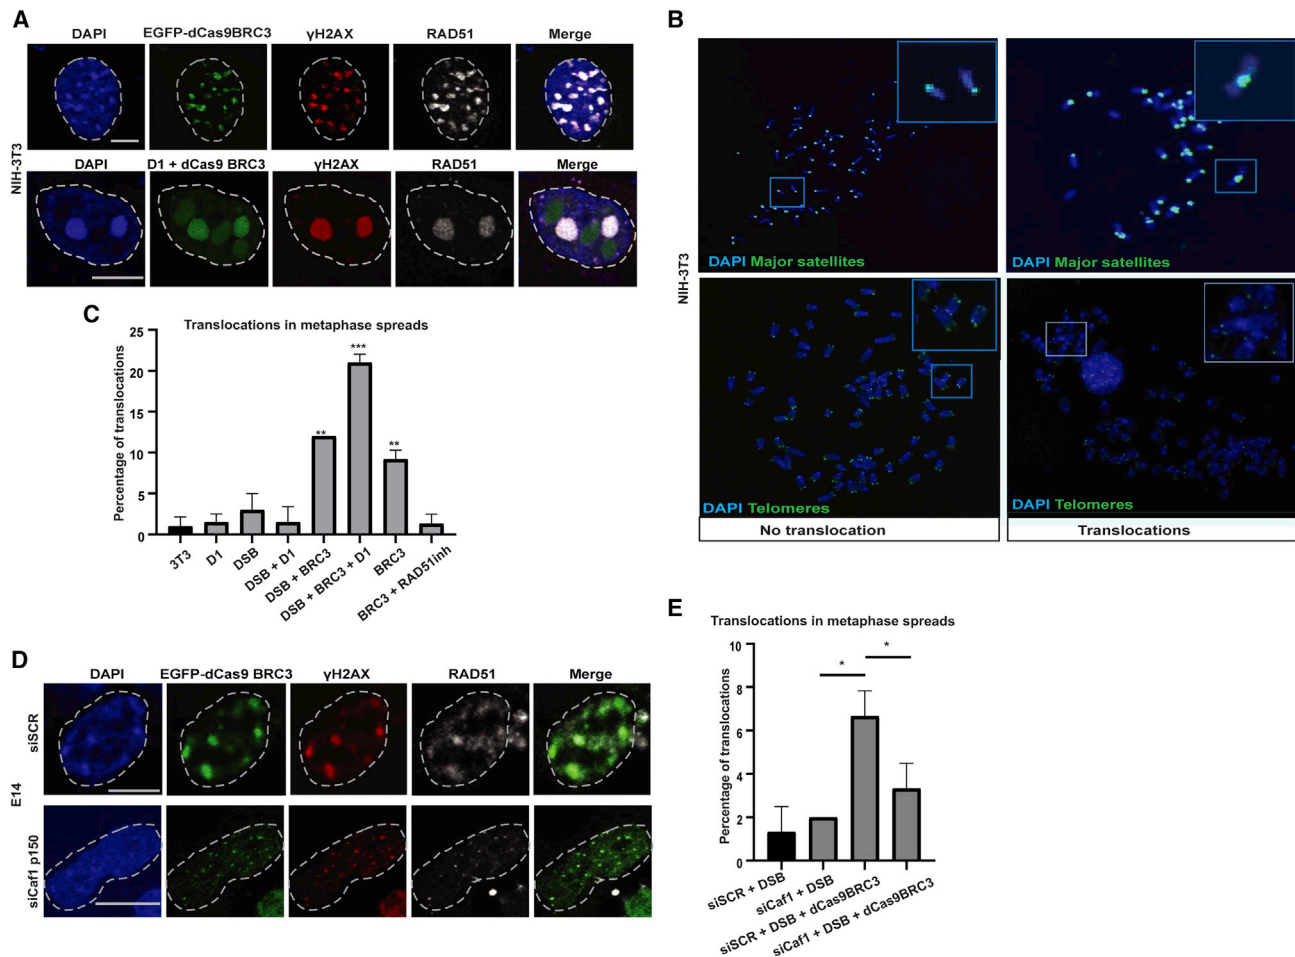 A
DAPI EGFP-dCas9BRC3 γH2AX RAD51 Merge
NIH-3T3
DAPI D1 + dCas9 BRC3 γH2AX RAD51 Merge
B
NIH-3T3
DAPI Major satellites
DAPI Major satellites
DAPI Telomeres
DAPI Telomeres
No translocation
Translocations
C
Translocations in metaphase spreads
Percentage of translocations
25
20
15
10
5
0
**
***
**
3T3
D1
DSB
DSB + D1
DSB + BRC3
DSB + BRC3 + D1
BRC3
BRC3 + RAD51inh
D
DAPI EGFP-dCas9 BRC3 γH2AX RAD51 Merge
E14
siSCR
siCaf1 p150
E
Translocations in metaphase spreads
Percentage of translocations
10
8
6
4
2
0
*
*
siSCR + DSB
siCaf1 + DSB
siSCR + DSB + dCas9BRC3
siCaf1 + DSB + dCas9BRC3